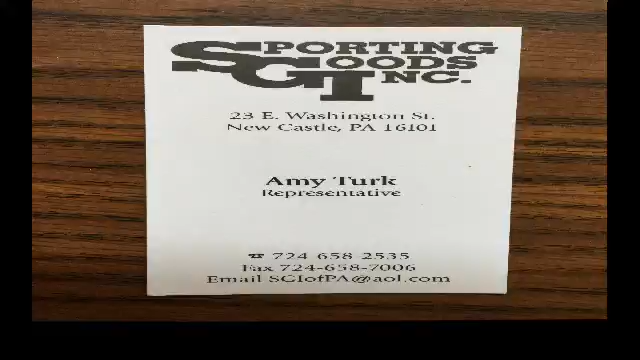 SPORTING
GOODS
INC.
23 E. Washington St.
New Castle, PA 16101
Amy Turk
Representative
☎ 724 658 2535
Fax 724-658-7006
Email SGIofPA@aol.com